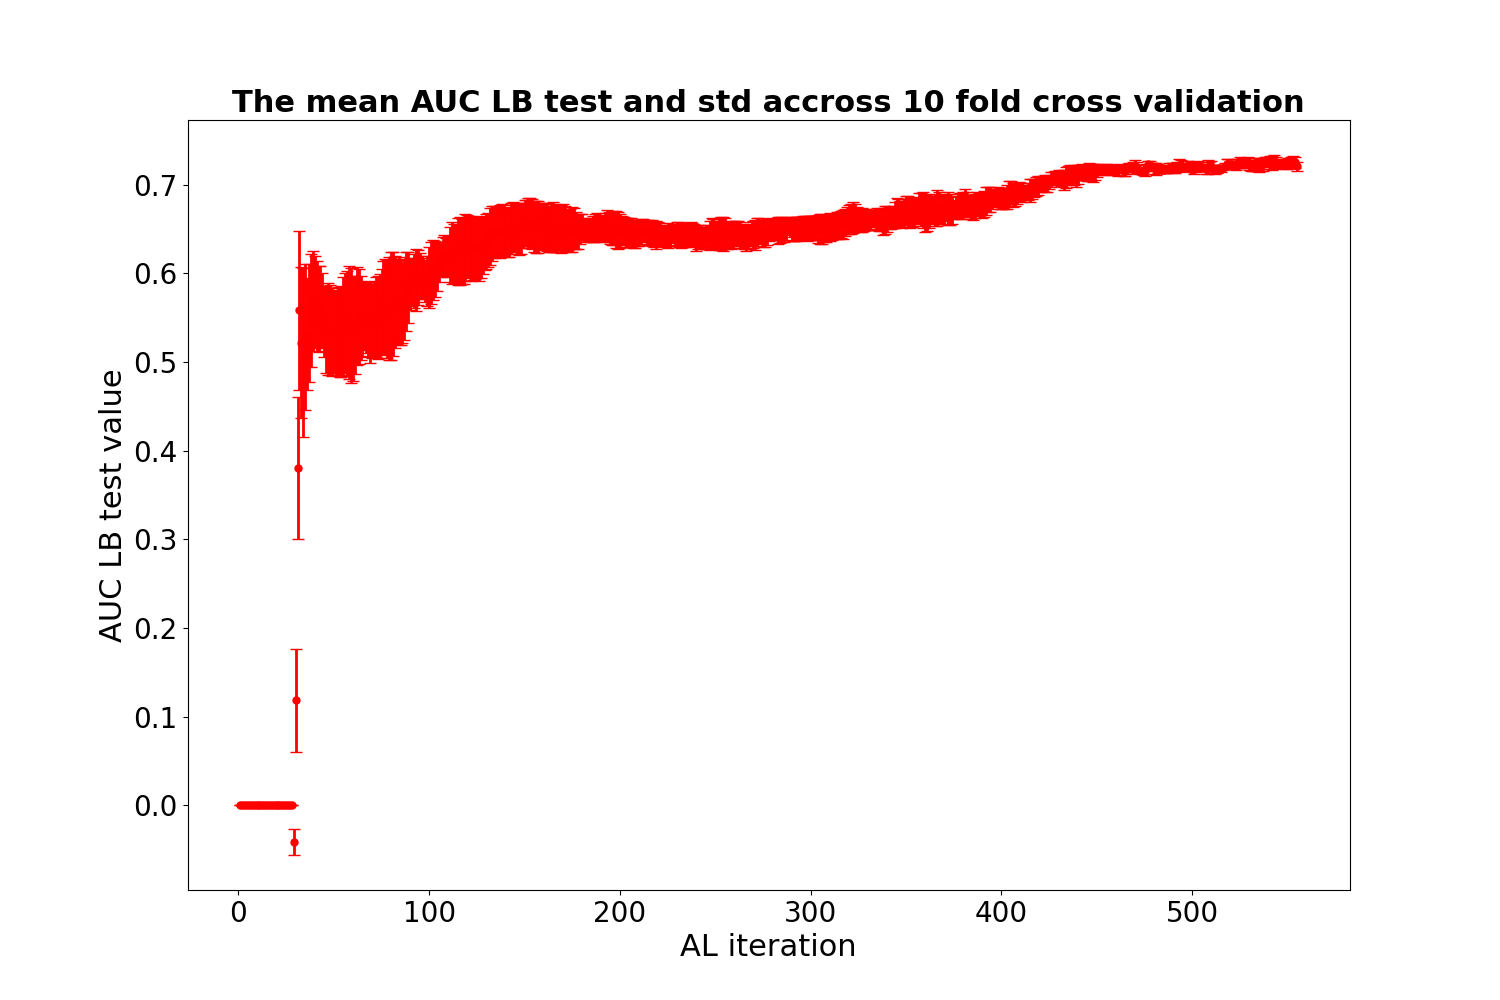 The mean AUC LB test and std accross 10 fold cross validation
AUC LB test value
0.7
0.6
0.5
0.4
0.3
0.2
0.1
0.0
0 100 200 300 400 500
AL iteration